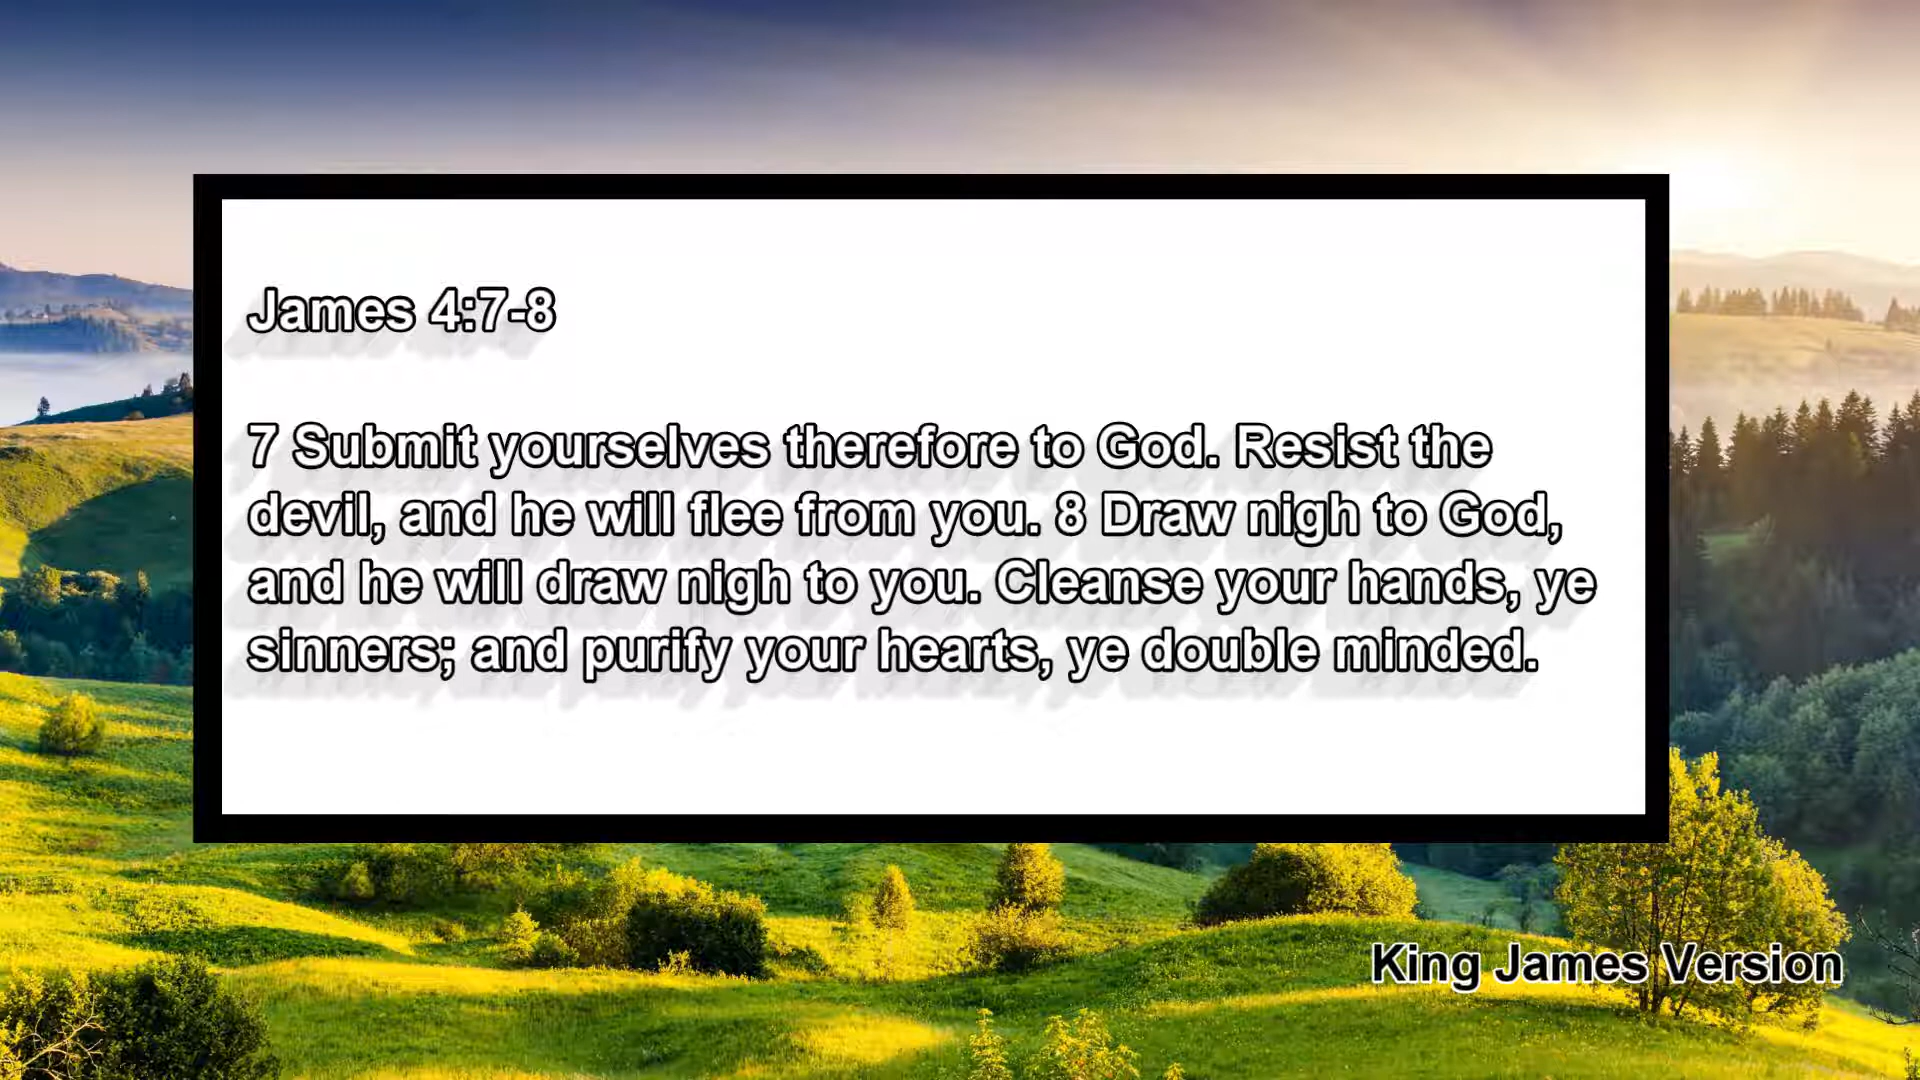 James 4:7-8
7 Submit yourselves therefore to God. Resist the
devil, and he will flee from you. 8 Draw nigh to God,
and he will draw nigh to you. Cleanse your hands, ye
sinners; and purify your hearts, ye double minded.
King James Version